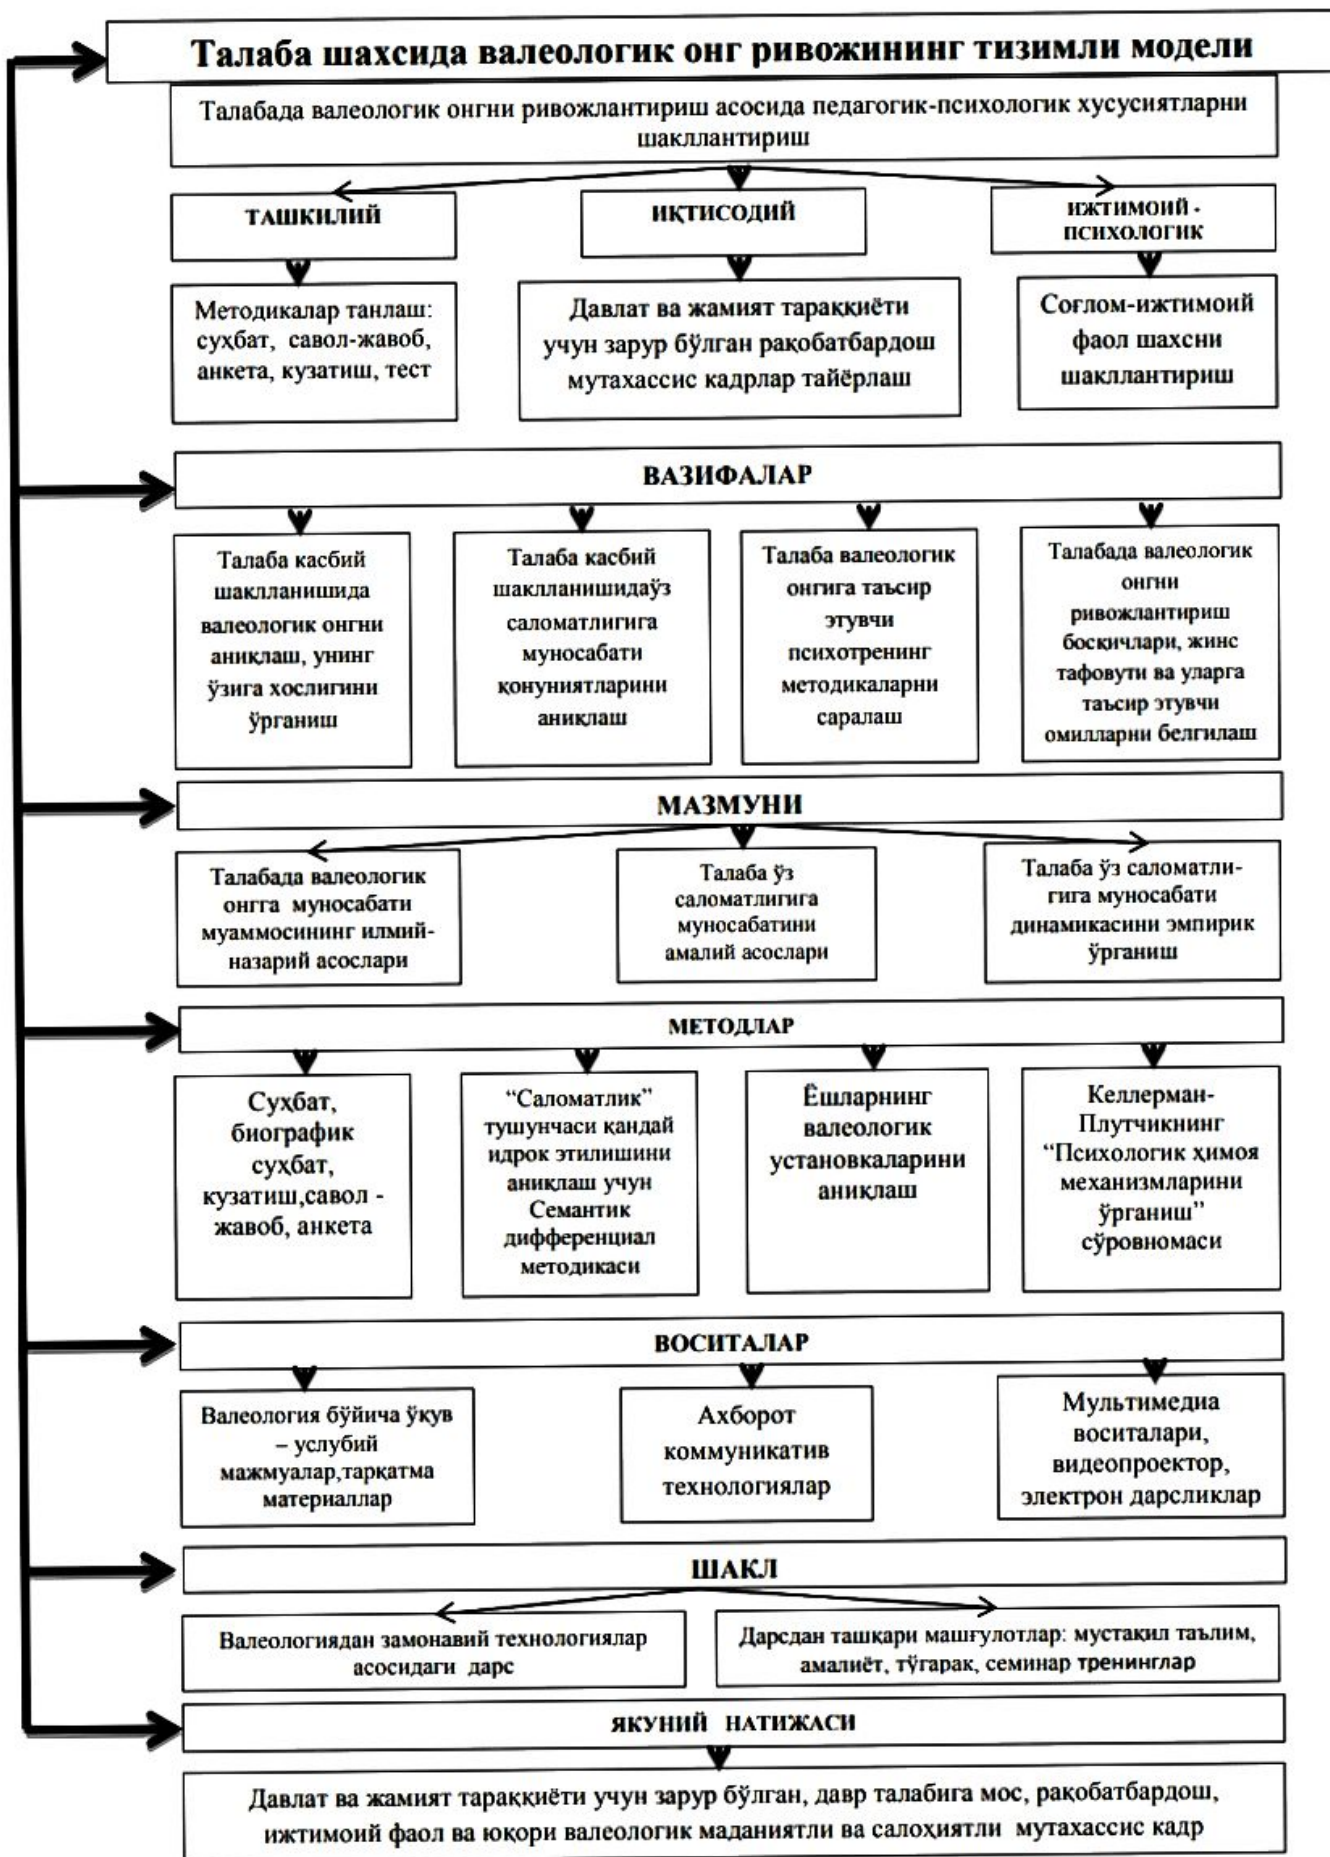 Талаба шахсида валеологик онг ривожининг тизимли модели
Талабада валеологик онгни ривожлантириш асосида педагогик-психологик хусусиятларни
шакллантириш
ТАШКИЛИЙ
ИҚТИСОДИЙ
ИЖТИМОИЙ -
ПСИХОЛОГИК
Методикалар танлаш:
суҳбат, савол-жавоб,
анкета, кузатиш, тест
Давлат ва жамият тараққиёти
учун зарур бўлган рақобатбардош
мутахассис кадрлар тайёрлаш
Соғлом-ижтимоий
фаол шахсни
шакллантириш
ВАЗИФАЛАР
Талаба касбий
шаклланишида
валеологик онгни
аниқлаш, унинг
ўзига хослигини
ўрганиш
Талаба касбий
шаклланишидаўз
саломатлигига
муносабати
қонуниятларини
аниқлаш
Талаба валеологик
онгига таъсир
этувчи
психотренинг
методикаларни
саралаш
Талабада валеологик
онгни
ривожлантириш
босқичлари, жинс
тафовути ва уларга
таъсир этувчи
омилларни белгилаш
МАЗМУНИ
Талабада валеологик
онгга муносабати
муаммосининг илмий-
назарий асослари
Талаба ўз
саломатлигига
муносабатини
амалий асослари
Талаба ўз саломатли-
гига муносабати
динамикасини эмпирик
ўрганиш
МЕТОДЛАР
Суҳбат,
биографик
суҳбат,
кузатиш,савол -
жавоб, анкета
“Саломатлик”
тушунчаси қандай
идрок этилишини
аниқлаш учун
Семантик
дифференциал
методикаси
Ёшларнинг
валеологик
установкаларини
аниқлаш
Келлерман-
Плутчикнинг
“Психологик ҳимоя
механизмларини
ўрганиш”
сўровномаси
ВОСИТАЛАР
Валеология бўйича ўқув
– услубий
мажмуалар,тарқатма
материаллар
Ахборот
коммуникатив
технологиялар
Мультимедиа
воситалари,
видеопроектор,
электрон дарсликлар
ШАКЛ
Валеологиядан замонавий технологиялар
асосидаги дарс
Дарсдан ташқари машғулотлар: мустақил таълим,
амалиёт, тўгарак, семинар тренинглар
ЯКУНИЙ НАТИЖАСИ
Давлат ва жамият тараққиёти учун зарур бўлган, давр талабига мос, рақобатбардош,
ижтимоий фаол ва юқори валеологик маданиятли ва салоҳиятли мутахассис кадр